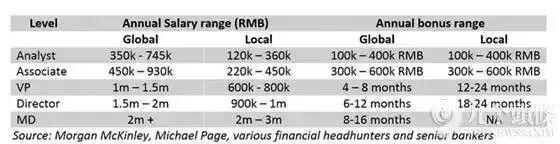 Level Annual Salary range (RMB) Annual bonus range
Global Local Global Local
Analyst 350k - 745k 120k – 360k 100k – 400k RMB 100k – 400k RMB
Associate 450k – 930k 220k – 450k 300k – 600k RMB 300k – 600k RMB
VP 1m – 1.5m 600k - 800k 4 – 8 months 12-24 months
Director 1.5m – 2m 900k – 1m 6-12 months 18-24 months
MD 2m + 2m – 3m 8-16 months NA
Source: Morgan McKinley, Michael Page, various financial headhunters and senior bankers